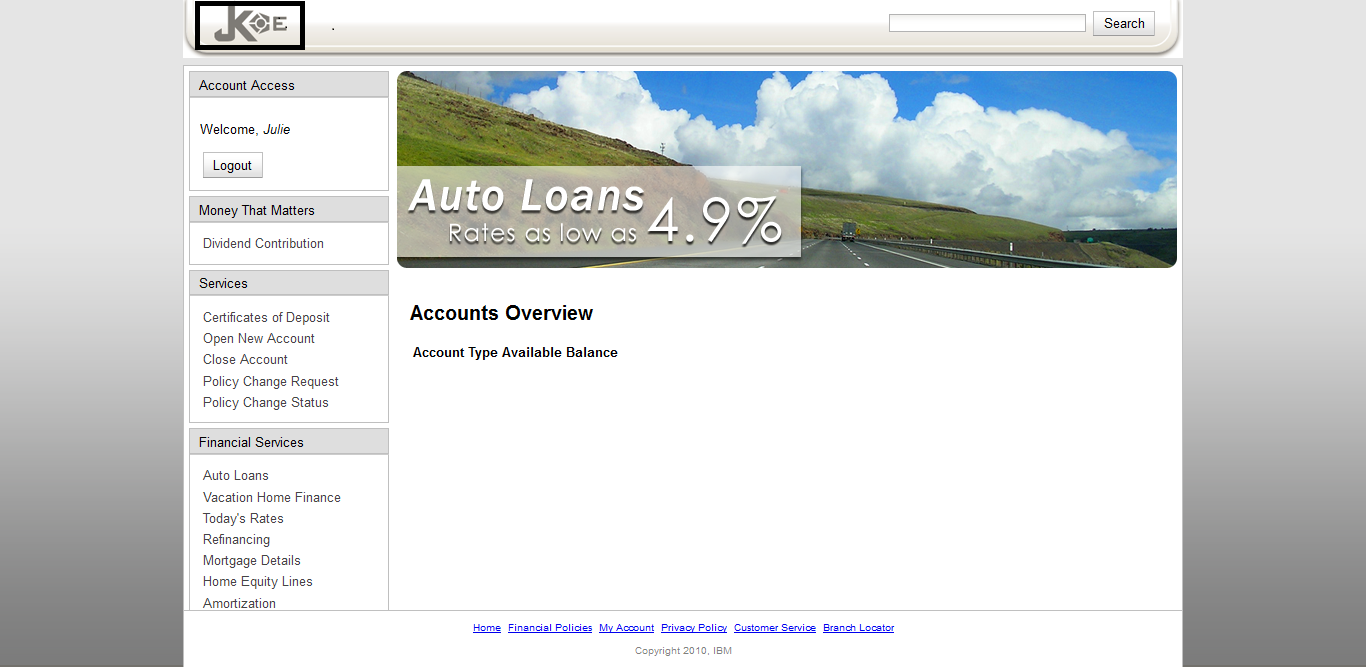 JKE
.
Search
Account Access
Welcome, Julie
Logout
Money That Matters
Dividend Contribution
Services
Certificates of Deposit
Open New Account
Close Account
Policy Change Request
Policy Change Status
Financial Services
Auto Loans
Vacation Home Finance
Today's Rates
Refinancing
Mortgage Details
Home Equity Lines
Amortization
Auto Loans
Rates as low as 4.9%
Accounts Overview
Account Type Available Balance
Home Financial Policies My Account Privacy Policy Customer Service Branch Locator
Copyright 2010, IBM